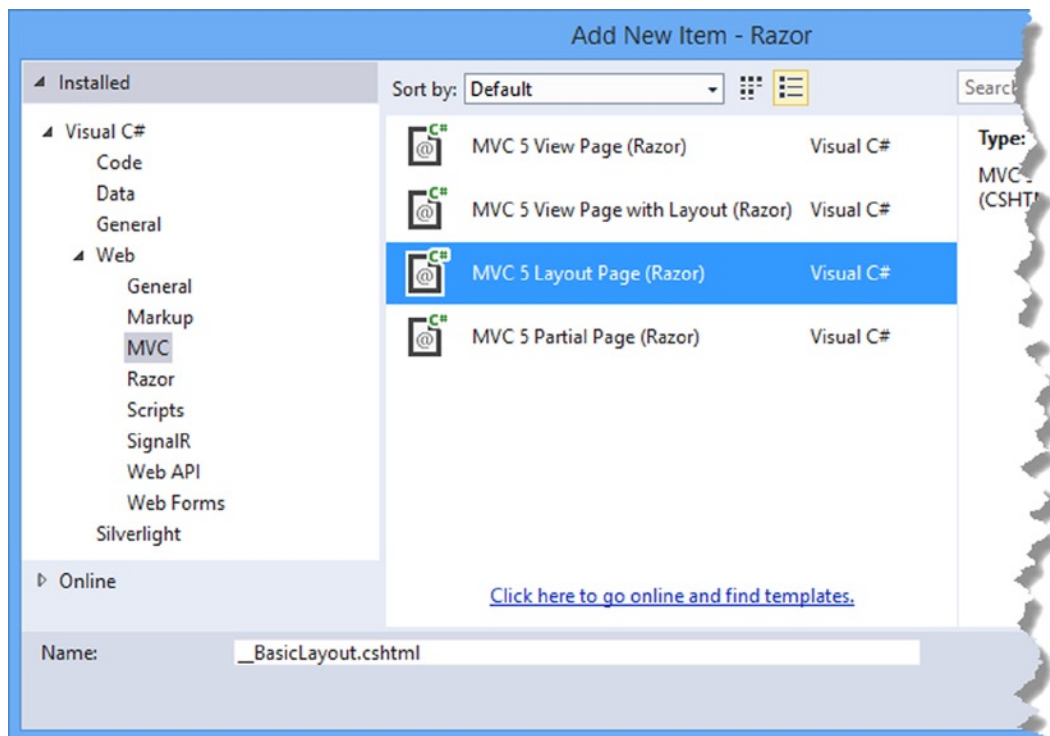 Add New Item - Razor
Installed
Sort by: Default
Search
Visual C#
Code
Data
General
Web
General
Markup
MVC
Razor
Scripts
SignalR
Web API
Web Forms
Silverlight
Online
MVC 5 View Page (Razor) Visual C#
MVC 5 View Page with Layout (Razor) Visual C#
MVC 5 Layout Page (Razor) Visual C#
MVC 5 Partial Page (Razor) Visual C#
Click here to go online and find templates.
Type:
MVC
Name: __BasicLayout.cshtml